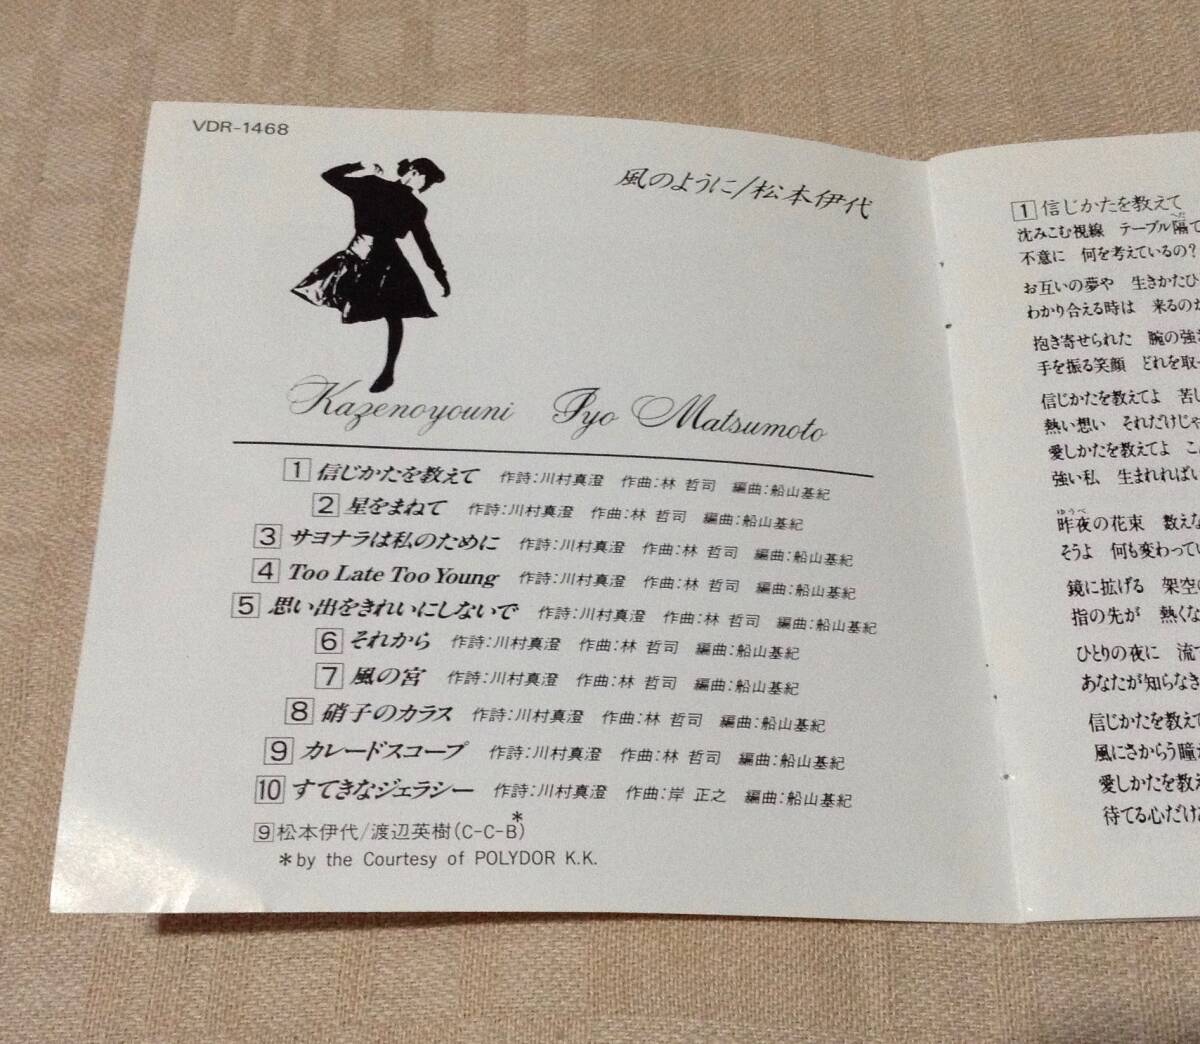 VDR-1468
風のように/松本伊代
Kazenoyouni Iyo Matsumoto
1 信じかたを教えて 作詩:川村真澄 作曲:林 哲司 編曲:船山基紀
2 星をまねて 作詩:川村真澄 作曲:林 哲司 編曲:船山基紀
3 サヨナラは私のために 作詩:川村真澄 作曲:林 哲司 編曲:船山基紀
4 Too Late Too Young 作詩:川村真澄 作曲:林 哲司 編曲:船山基紀
5 思い出をきれいにしないで 作詩:川村真澄 作曲:林 哲司 編曲:船山基紀
6 それから 作詩:川村真澄 作曲:林 哲司 編曲:船山基紀
7 風の宮 作詩:川村真澄 作曲:林 哲司 編曲:船山基紀
8 硝子のカラス 作詩:川村真澄 作曲:林 哲司 編曲:船山基紀
9 カレードスコープ 作詩:川村真澄 作曲:林 哲司 編曲:船山基紀
10 すてきなジェラシー 作詩:川村真澄 作曲:岸 正之 編曲:船山基紀
9 松本伊代/渡辺英樹(C-C-B*)
*by the Courtesy of POLYDOR K.K.
1 信じかたを教えて
沈みこむ視線 テーブル隔て
不意に 何を考えているの?
お互いの夢や 生きかたひ
わかり合える時は 来るのか
抱き寄せられた 腕の強さ
手を振る笑顔 どれを取っ
信じかたを教えてよ 苦し
熱い想い それだけじゃ
愛しかたを教えてよ こ
強い私 生まれればい
昨夜の花束 数えな
そうよ 何も変わってい
鏡に拡げる 架空の
指の先が 熱くな
ひとりの夜に 流
あなたが知らなき
信じかたを教えて
風にさからう瞳
愛しかたを教え
待てる心だけ